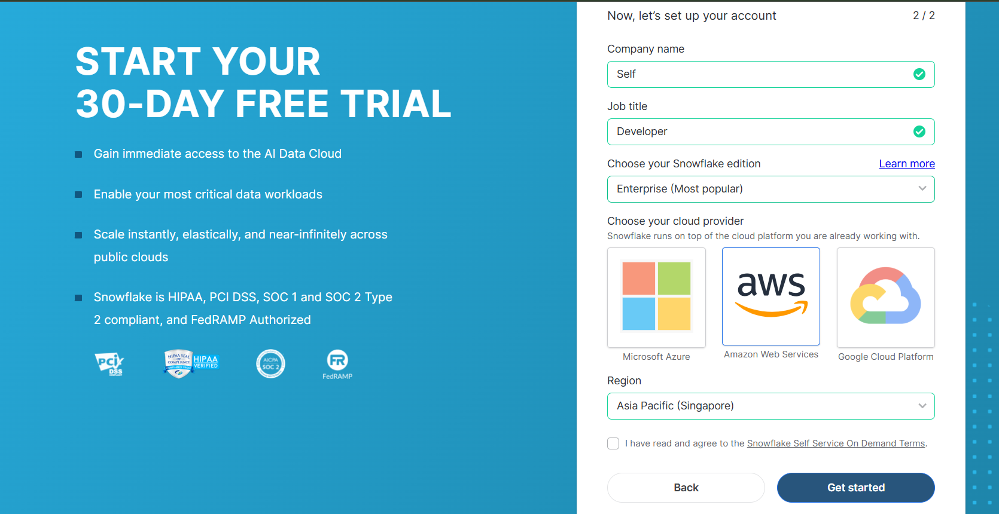 START YOUR
30-DAY FREE TRIAL
Gain immediate access to the AI Data Cloud
Enable your most critical data workloads
Scale instantly, elastically, and near-infinitely across
public clouds
Snowflake is HIPAA, PCI DSS, SOC 1 and SOC 2 Type
2 compliant, and FedRAMP Authorized
PCI
DSS
COMPLIANT
HIPAA SEAL
OF
COMPLIANCE
HIPAA
VERIFIED
AICPA
SOC 2
FR
FedRAMP
Now, let's set up your account
2 / 2
Company name
Self
Job title
Developer
Choose your Snowflake edition
Learn more
Enterprise (Most popular)
Choose your cloud provider
Snowflake runs on top of the cloud platform you are already working with.
aws
Microsoft Azure
Amazon Web Services
Google Cloud Platform
Region
Asia Pacific (Singapore)
I have read and agree to the Snowflake Self Service On Demand Terms.
Back
Get started